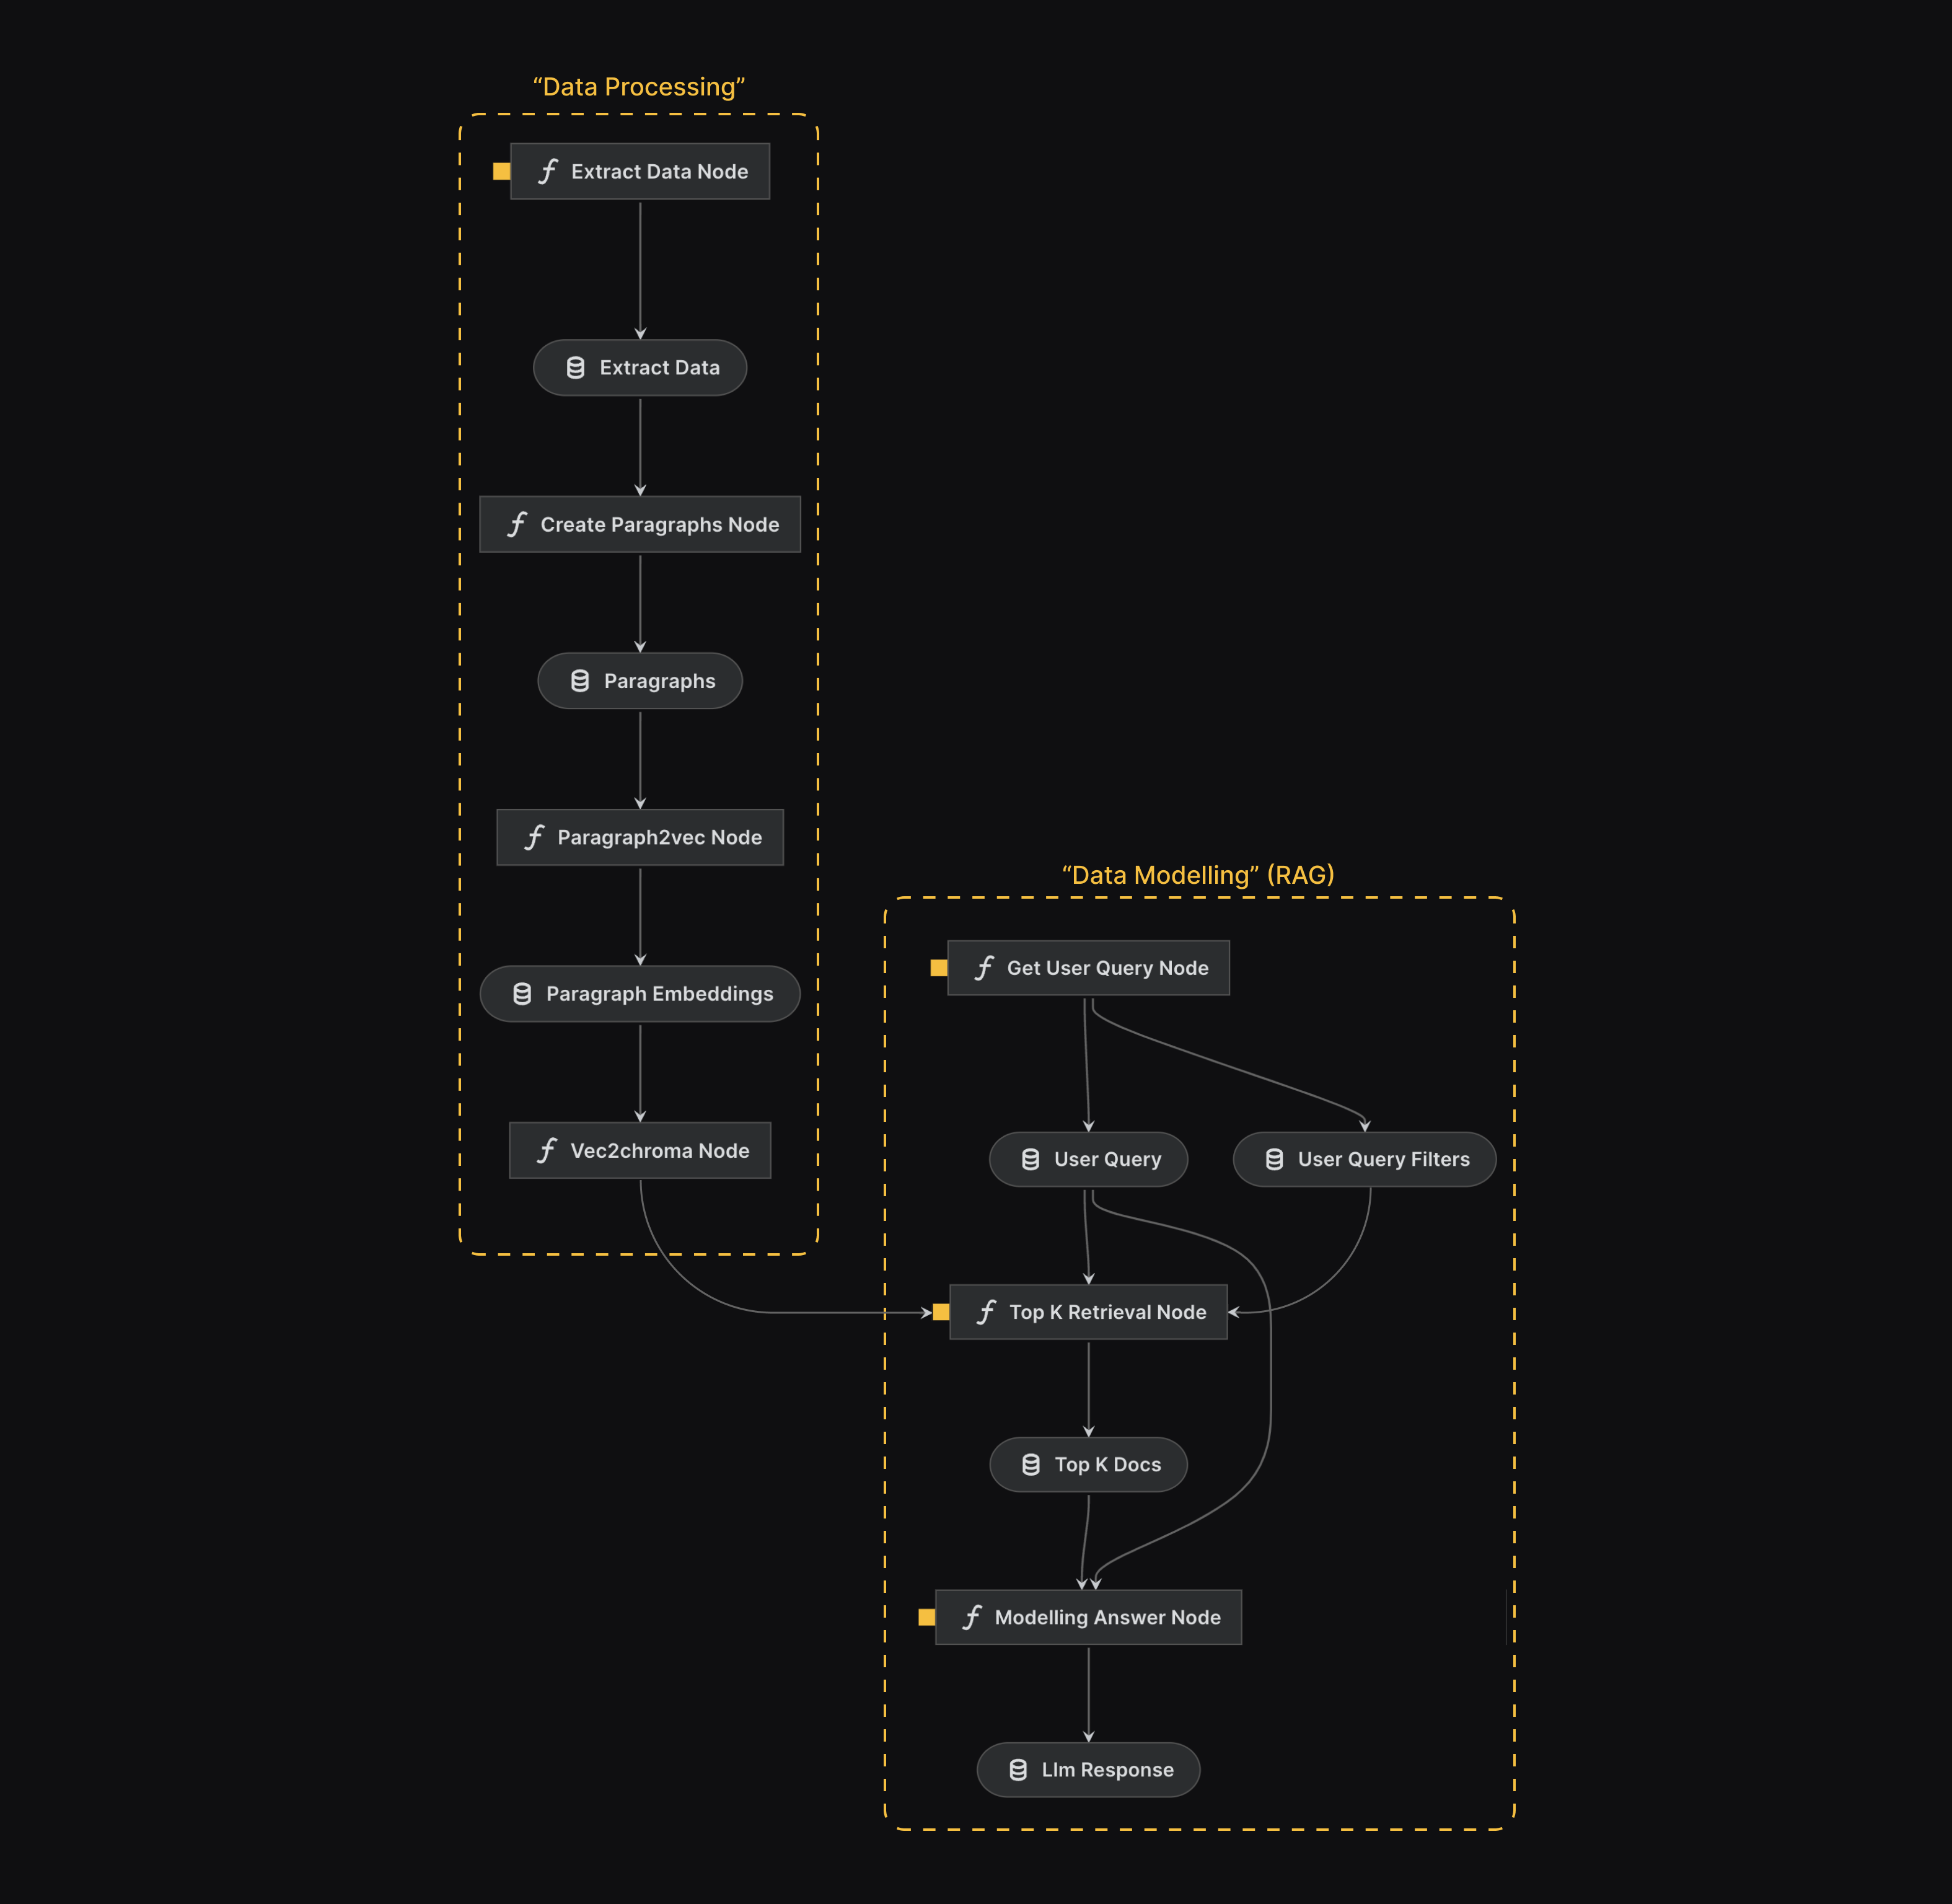 “Data Processing”
Extract Data Node
Extract Data
Create Paragraphs Node
Paragraphs
Paragraph2vec Node
Paragraph Embeddings
Vec2chroma Node
“Data Modelling” (RAG)
Get User Query Node
User Query
User Query Filters
Top K Retrieval Node
Top K Docs
Modelling Answer Node
Llm Response